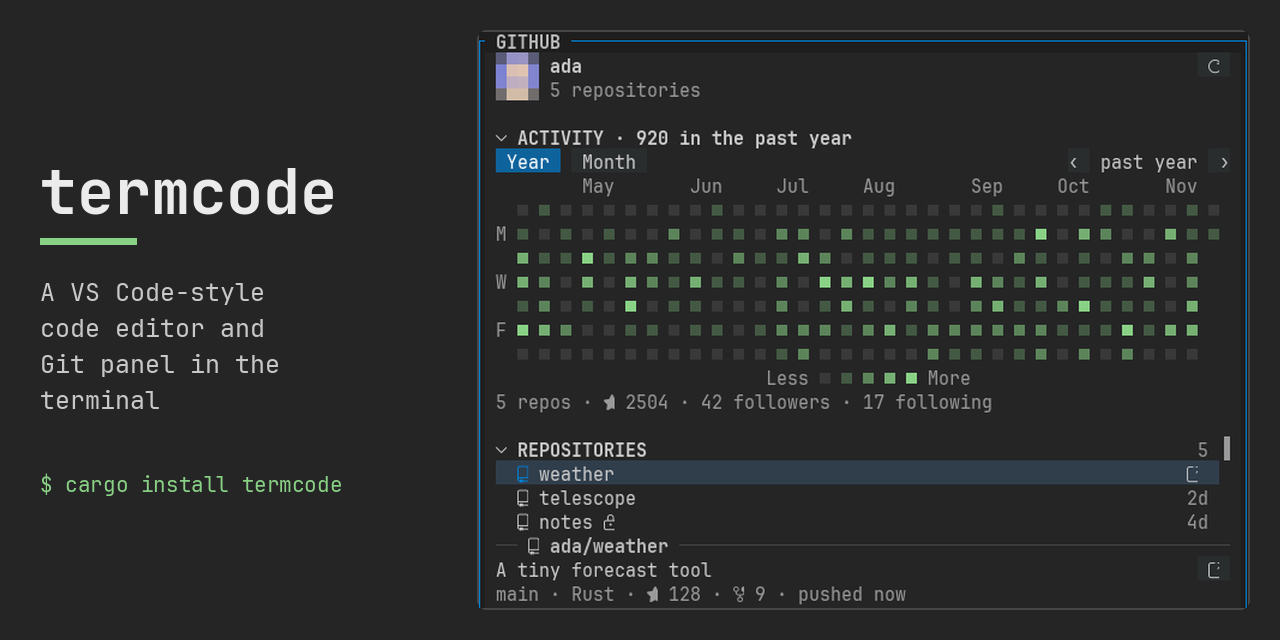 termcode
A VS Code-style
code editor and
Git panel in the
terminal
$ cargo install termcode
GITHUB
ada
5 repositories
ACTIVITY · 920 in the past year
Year Month ‹ past year ›
May Jun Jul Aug Sep Oct Nov
M
W
F
Less More
5 repos · 2504 · 42 followers · 17 following
REPOSITORIES 5
weather
telescope 2d
notes 4d
ada/weather
A tiny forecast tool
main · Rust · 128 · 9 · pushed now